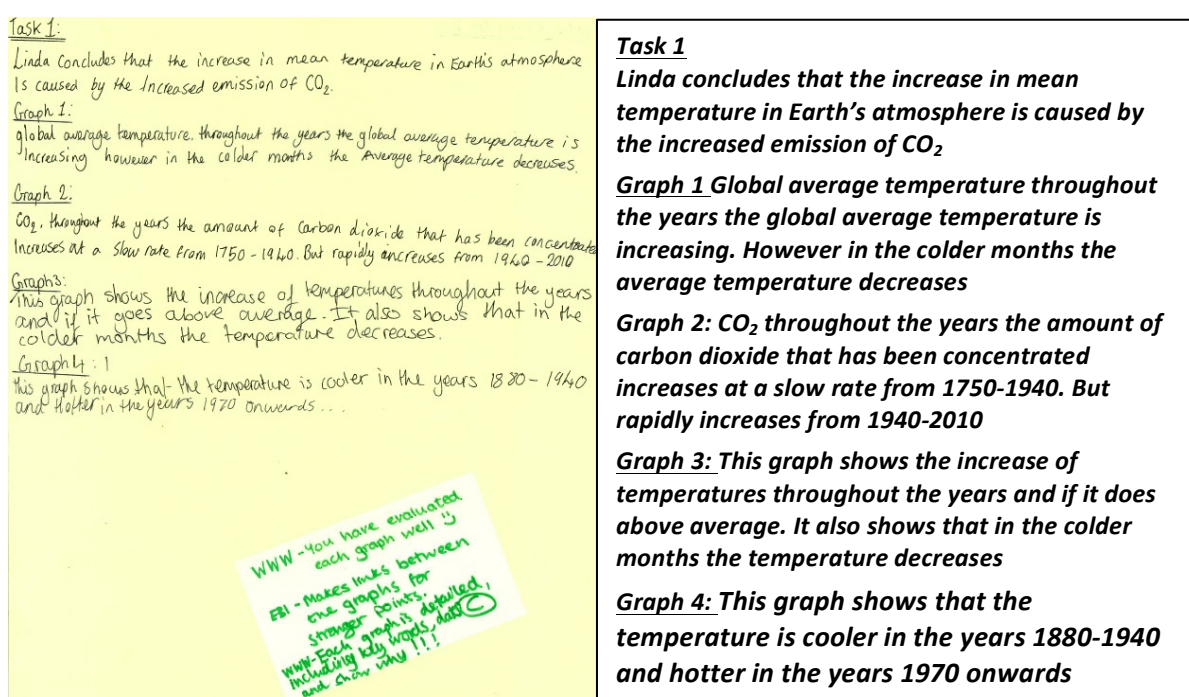 Task 1:
Linda Concludes that the increase in mean temperature in Earth's atmosphere
Is caused by the Increased emission of CO₂.
Graph 1:
global average temperature. throughout the years the global average temperature is
Increasing however in the colder months the Average temperature decreases.
Graph 2:
CO₂, throughout the years the amount of Carbon dioxide that has been concentrated
Increases at a slow rate from 1750-1940. But rapidly increases from 1940-2010
Graph3:
This graph shows the increase of temperatures throughout the years
and if it goes above average. It also shows that in the
colder months the temperature decreases.
Graph 4: 1
this graph shows that the temperature is cooler in the years 1880-1940
and Hotter in the years 1970 onwards...
WWW-You have evaluated
each graph well
EBI-Makes links between
the graphs for
stronger points.
WWW-Each graph is detailed,
including key words, data C
and show why!!!
Task 1
Linda concludes that the increase in mean
temperature in Earth's atmosphere is caused by
the increased emission of CO₂
Graph 1 Global average temperature throughout
the years the global average temperature is
increasing. However in the colder months the
average temperature decreases
Graph 2: CO₂ throughout the years the amount of
carbon dioxide that has been concentrated
increases at a slow rate from 1750-1940. But
rapidly increases from 1940-2010
Graph 3: This graph shows the increase of
temperatures throughout the years and if it does
above average. It also shows that in the colder
months the temperature decreases
Graph 4: This graph shows that the
temperature is cooler in the years 1880-1940
and hotter in the years 1970 onwards